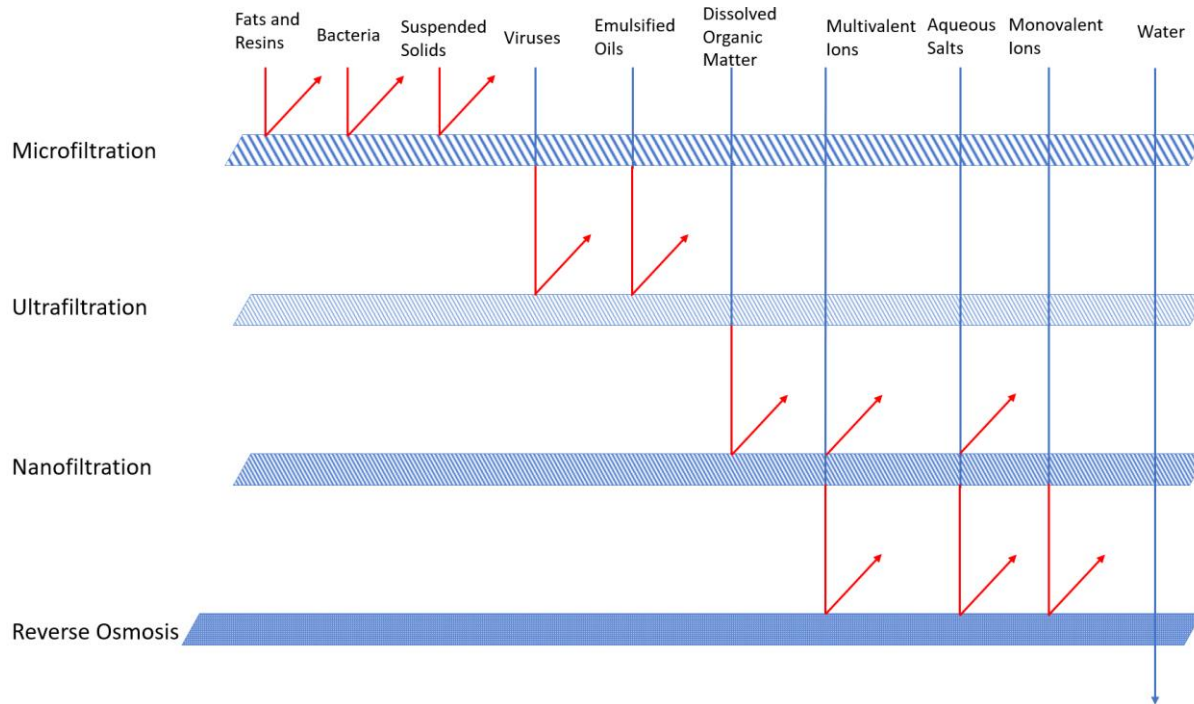 Fats and
Resins
Bacteria
Suspended
Solids
Viruses
Emulsified
Oils
Dissolved
Organic
Matter
Multivalent
Ions
Aqueous
Salts
Monovalent
Ions
Water
Microfiltration
Ultrafiltration
Nanofiltration
Reverse Osmosis